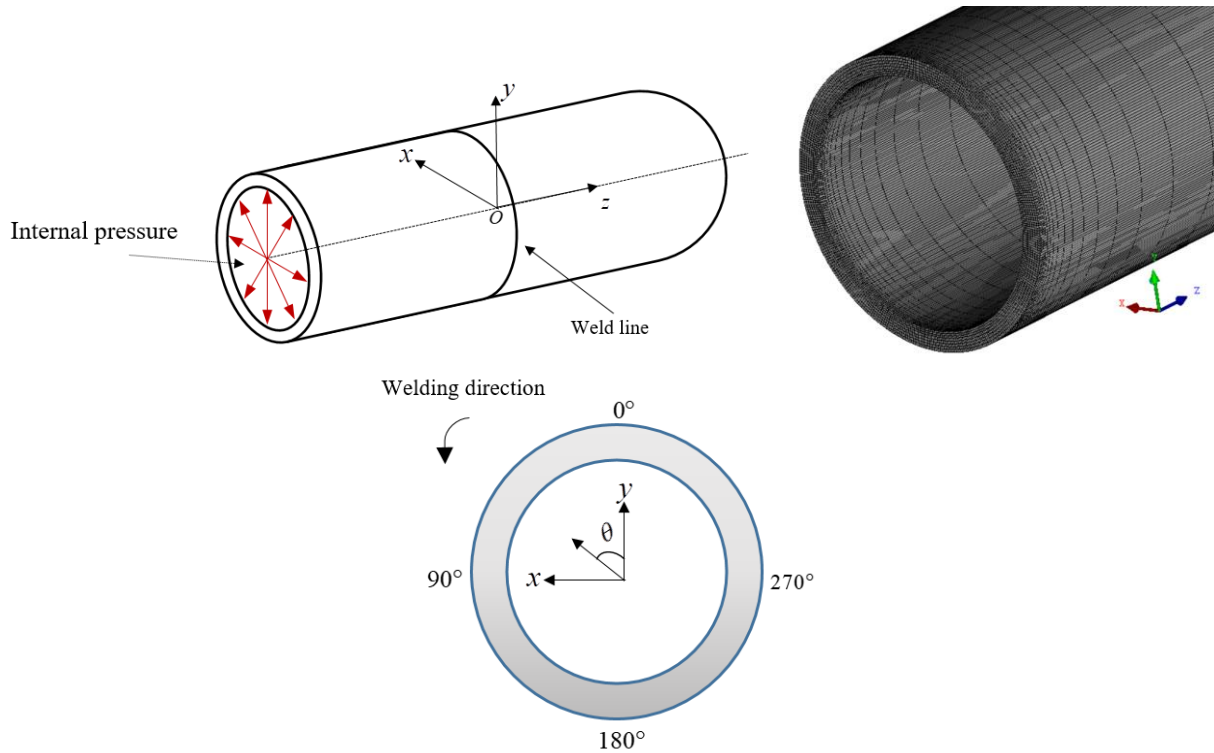 y
x
O
z
Internal pressure
Weld line
Y
X
Z
Welding direction
0°
y
θ
x
90°
270°
180°